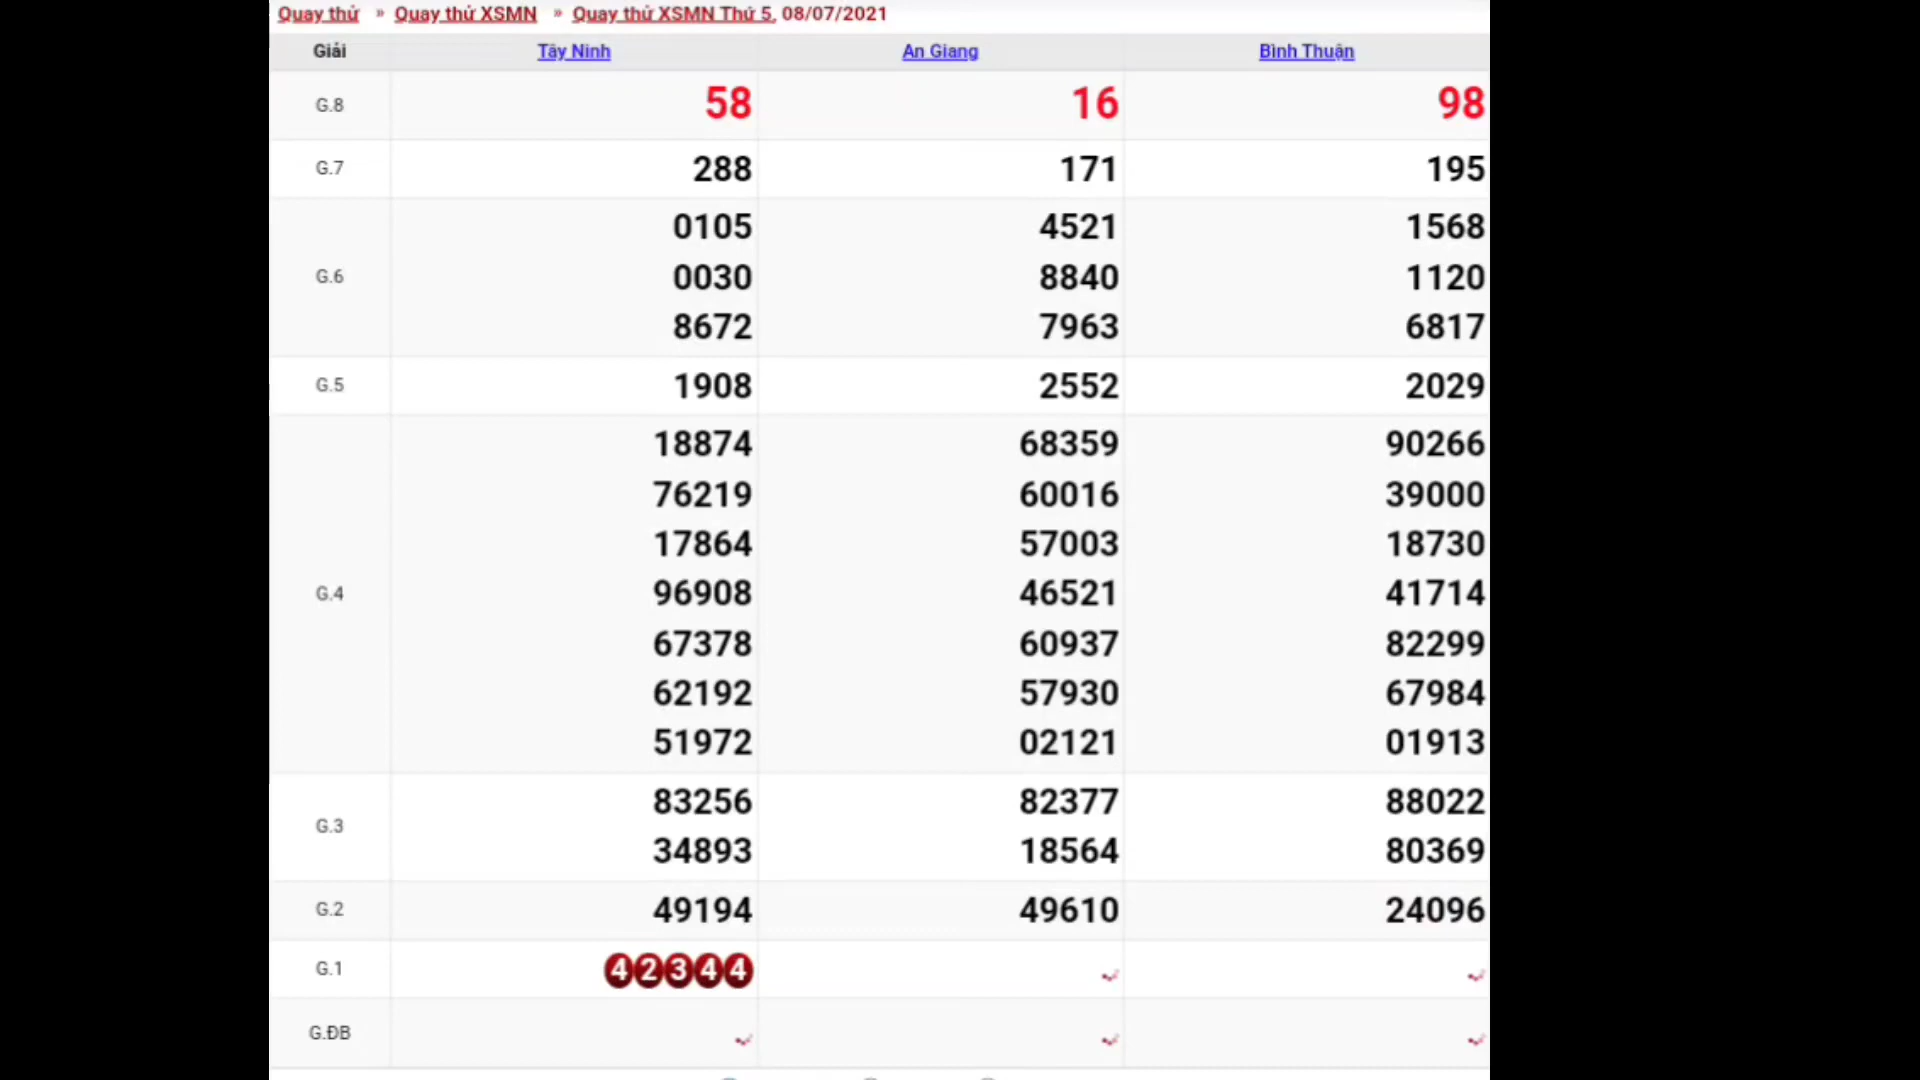 Quay thử » Quay thử XSMN » Quay thử XSMN Thứ 5, 08/07/2021
Giải Tây Ninh An Giang Bình Thuận
G.8 58 16 98
G.7 288 171 195
0105 4521 1568
G.6 0030 8840 1120
8672 7963 6817
G.5 1908 2552 2029
18874 68359 90266
76219 60016 39000
17864 57003 18730
G.4 96908 46521 41714
67378 60937 82299
62192 57930 67984
51972 02121 01913
G.3 83256 82377 88022
34893 18564 80369
G.2 49194 49610 24096
G.1 42344
G.ĐB